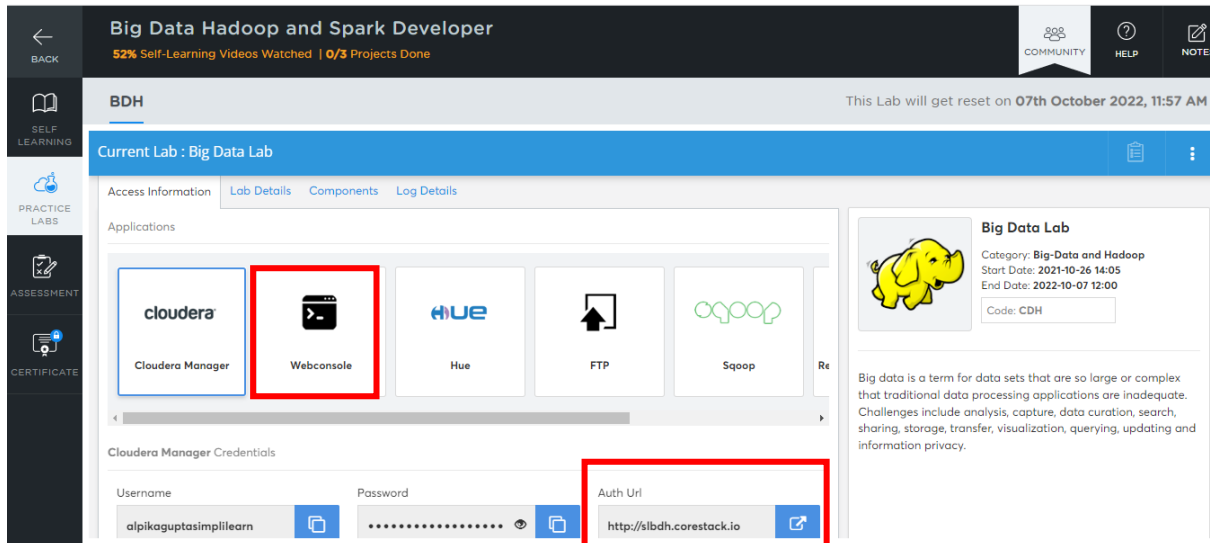 BACK
Big Data Hadoop and Spark Developer
52% Self-Learning Videos Watched | 0/3 Projects Done
COMMUNITY
HELP
SELF
LEARNING
PRACTICE
LABS
ASSESSMENT
CERTIFICATE
BDH
This Lab will get reset on 07th October 2022, 11:57 AM
Current Lab : Big Data Lab
Access Information Lab Details Components Log Details
Applications
cloudera
Cloudera Manager
Webconsole
HUE
Hue
FTP
sqoop
Sqoop
Re
Cloudera Manager Credentials
Username
alpikaguptasimplilearn
Password
••••••••••••••••••
Auth Url
http://slbdh.corestack.io
Big Data Lab
Category: Big-Data and Hadoop
Start Date: 2021-10-26 14:05
End Date: 2022-10-07 12:00
Code: CDH
Big data is a term for data sets that are so large or complex
that traditional data processing applications are inadequate.
Challenges include analysis, capture, data curation, search,
sharing, storage, transfer, visualization, querying, updating and
information privacy.